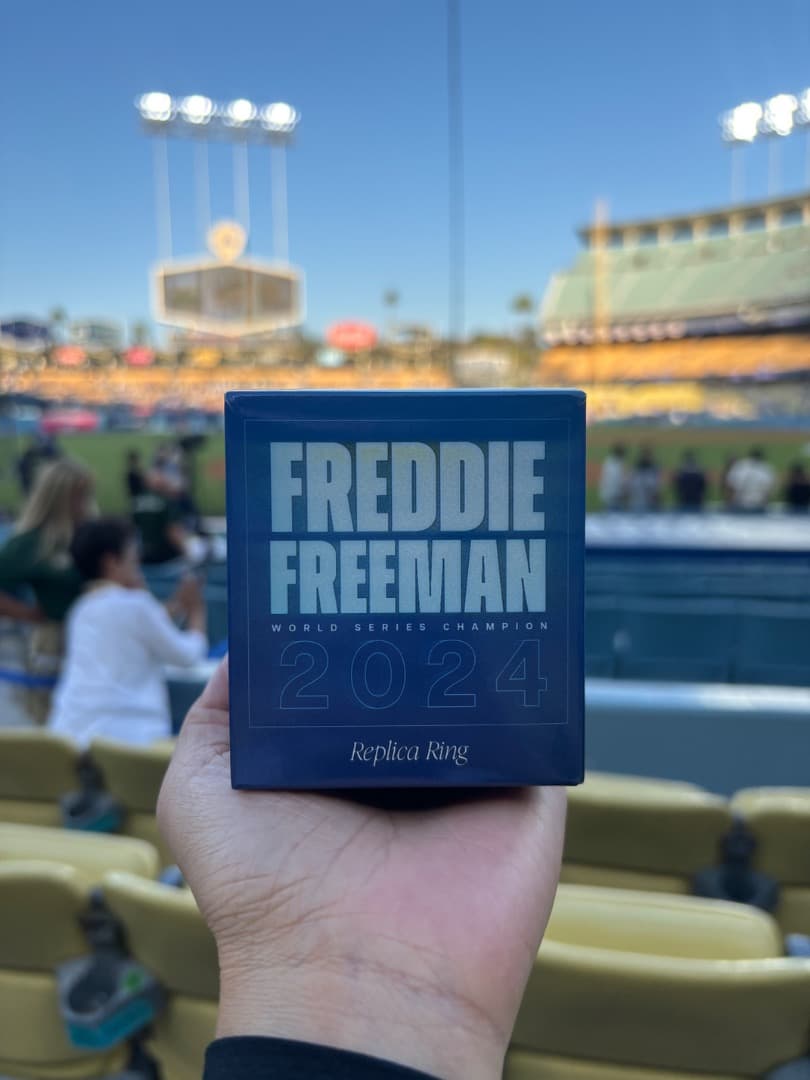 FREDDIE
FREEMAN
WORLD SERIES CHAMPION
2024
Replica Ring